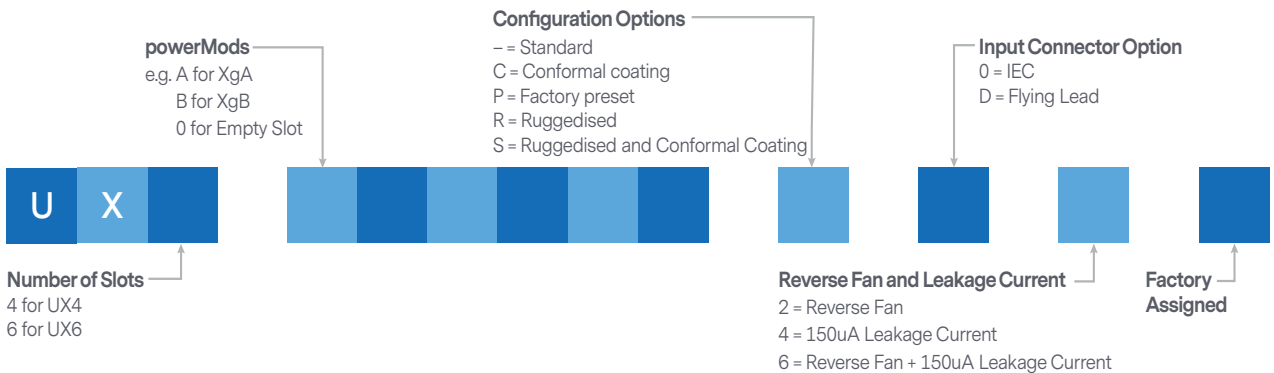 Configuration Options
– = Standard
C = Conformal coating
P = Factory preset
R = Ruggedised
S = Ruggedised and Conformal Coating
powerMods
e.g. A for XgA
B for XgB
0 for Empty Slot
Input Connector Option
0 = IEC
D = Flying Lead
U X
Number of Slots
4 for UX4
6 for UX6
Reverse Fan and Leakage Current
2 = Reverse Fan
4 = 150uA Leakage Current
6 = Reverse Fan + 150uA Leakage Current
Factory
Assigned